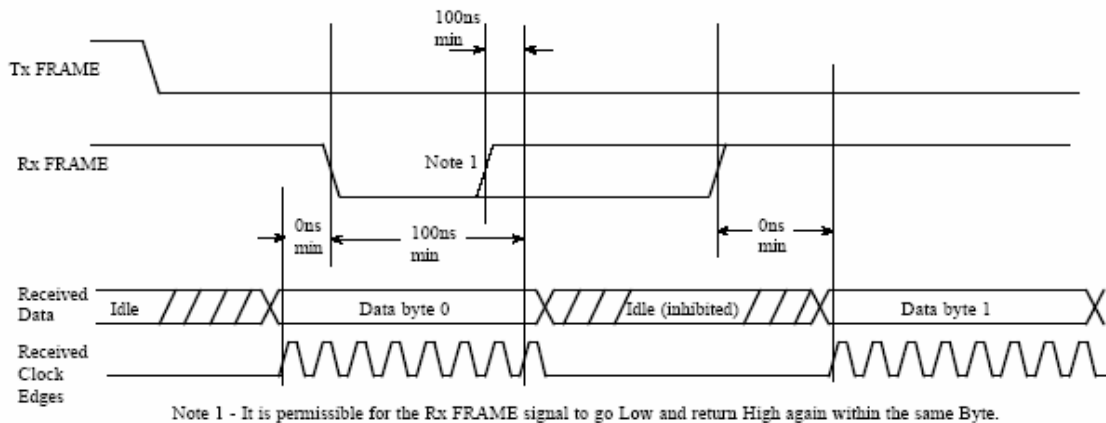 100ns
min
Tx FRAME
Rx FRAME
Note 1
0ns
min
100ns
min
0ns
min
Received
Data
Idle
Data byte 0
Idle (inhibited)
Data byte 1
Received
Clock
Edges
Note 1 - It is permissible for the Rx FRAME signal to go Low and return High again within the same Byte.